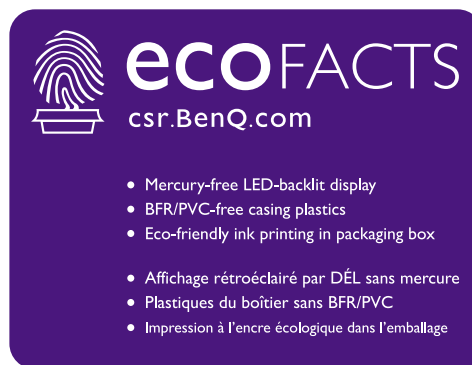 ecoFACTS
csr.BenQ.com
• Mercury-free LED-backlit display
• BFR/PVC-free casing plastics
• Eco-friendly ink printing in packaging box
• Affichage rétroéclairé par DÉL sans mercure
• Plastiques du boîtier sans BFR/PVC
• Impression à l'encre écologique dans l'emballage